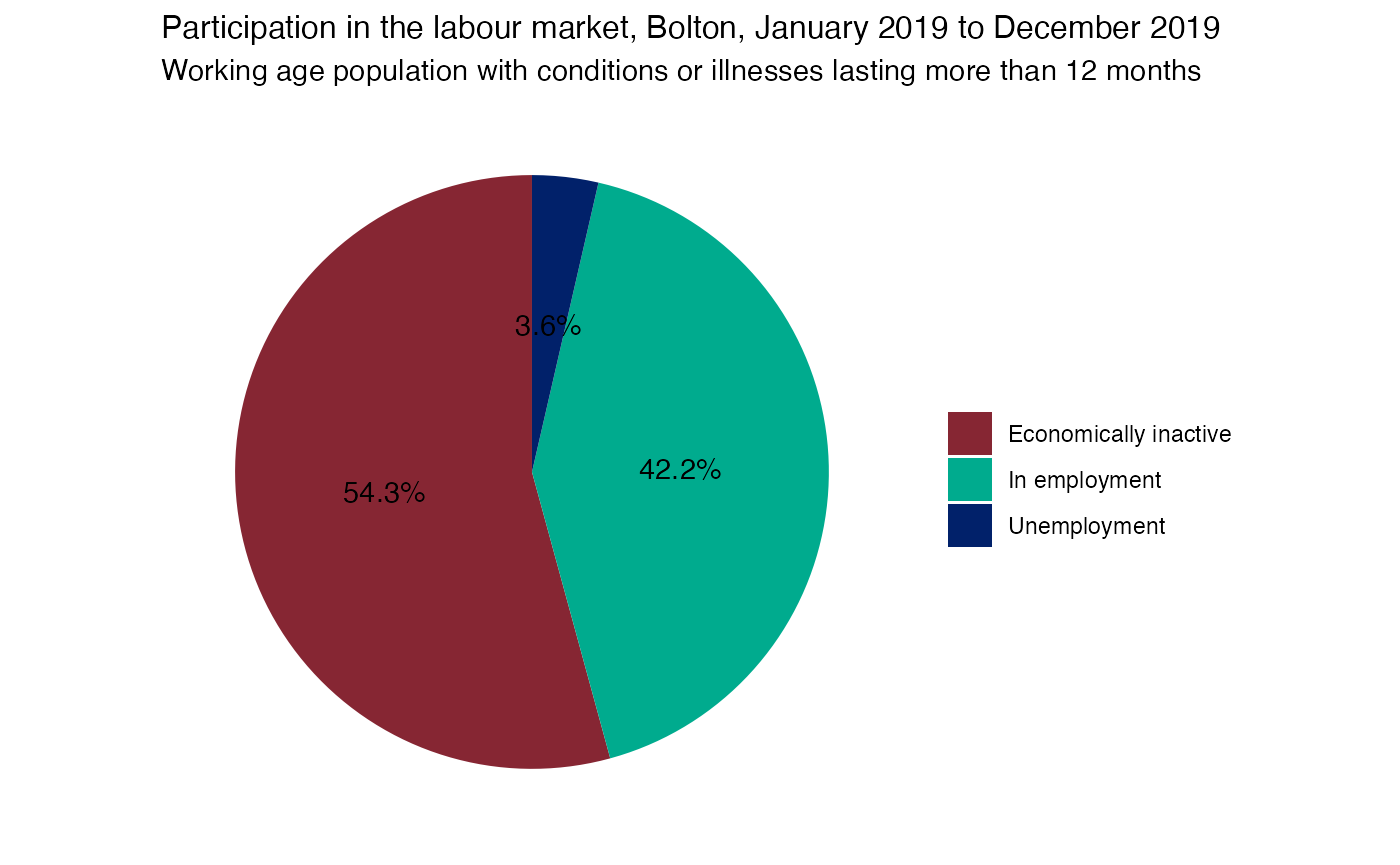 Participation in the labour market, Bolton, January 2019 to December 2019
Working age population with conditions or illnesses lasting more than 12 months
3.6%
42.2%
54.3%
Economically inactive
In employment
Unemployment